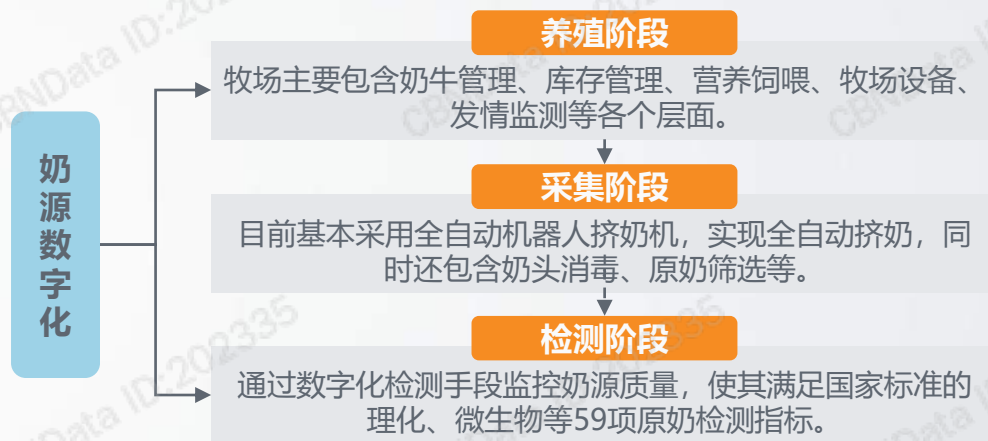 奶源数字化
养殖阶段
牧场主要包含奶牛管理、库存管理、营养饲喂、牧场设备、
发情监测等各个层面。
采集阶段
目前基本采用全自动机器人挤奶机，实现全自动挤奶，同
时还包含奶头消毒、原奶筛选等。
检测阶段
通过数字化检测手段监控奶源质量，使其满足国家标准的
理化、微生物等59项原奶检测指标。
CBNData ID:202335